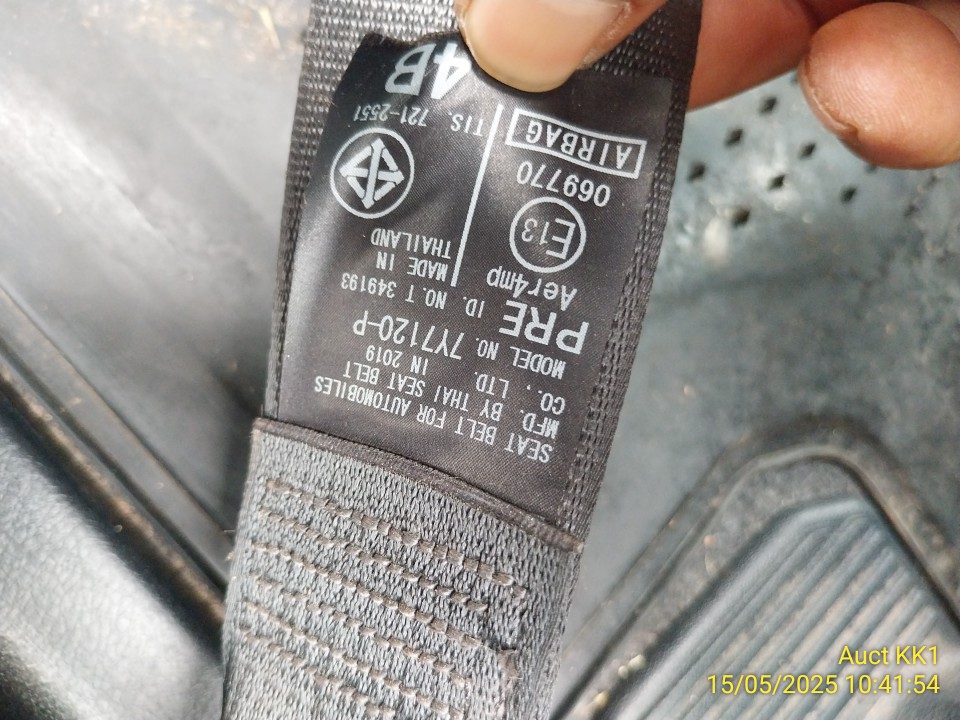 SEAT BELT FOR AUTOMOBILES
MFD. BY THAI SEAT BELT
CO., LTD. IN 2019
MODEL NO. 7Y7120-P
PRE ID. NO. T 349193
Aer4mp
MADE IN
THAILAND
E13
069770
AIRBAG
TIS 721-2551
4B
Auct KK1
15/05/2025 10:41:54